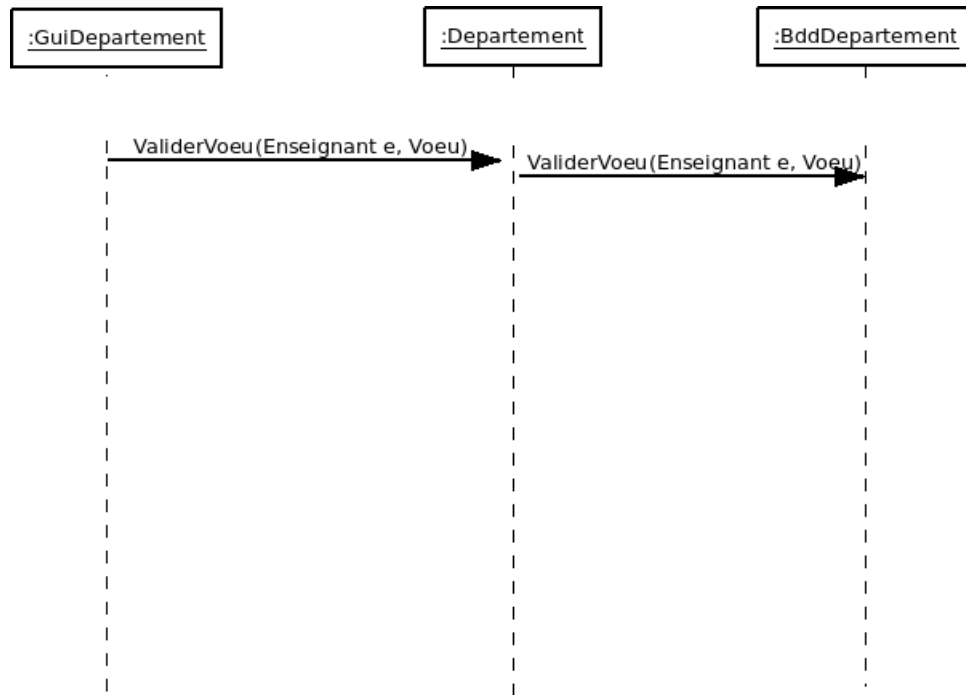 :GuiDepartement
:Departement
:BddDepartement
ValiderVoeu(Enseignant e, Voeu)
ValiderVoeu(Enseignant e, Voeu)